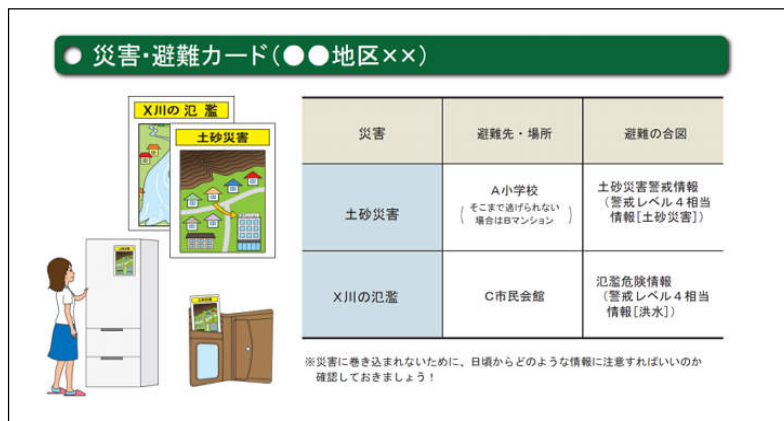 災害・避難カード(●●地区××)
X川の氾濫
土砂災害
災害
避難先・場所
避難の合図
土砂災害
A小学校
(そこまで逃げられない
場合はBマンション)
土砂災害警戒情報
(警戒レベル4相当
情報[土砂災害])
X川の氾濫
C市民会館
氾濫危険情報
(警戒レベル4相当
情報[洪水])
※災害に巻き込まれないために、日頃からどのような情報に注意すればいいのか
確認しておきましょう!